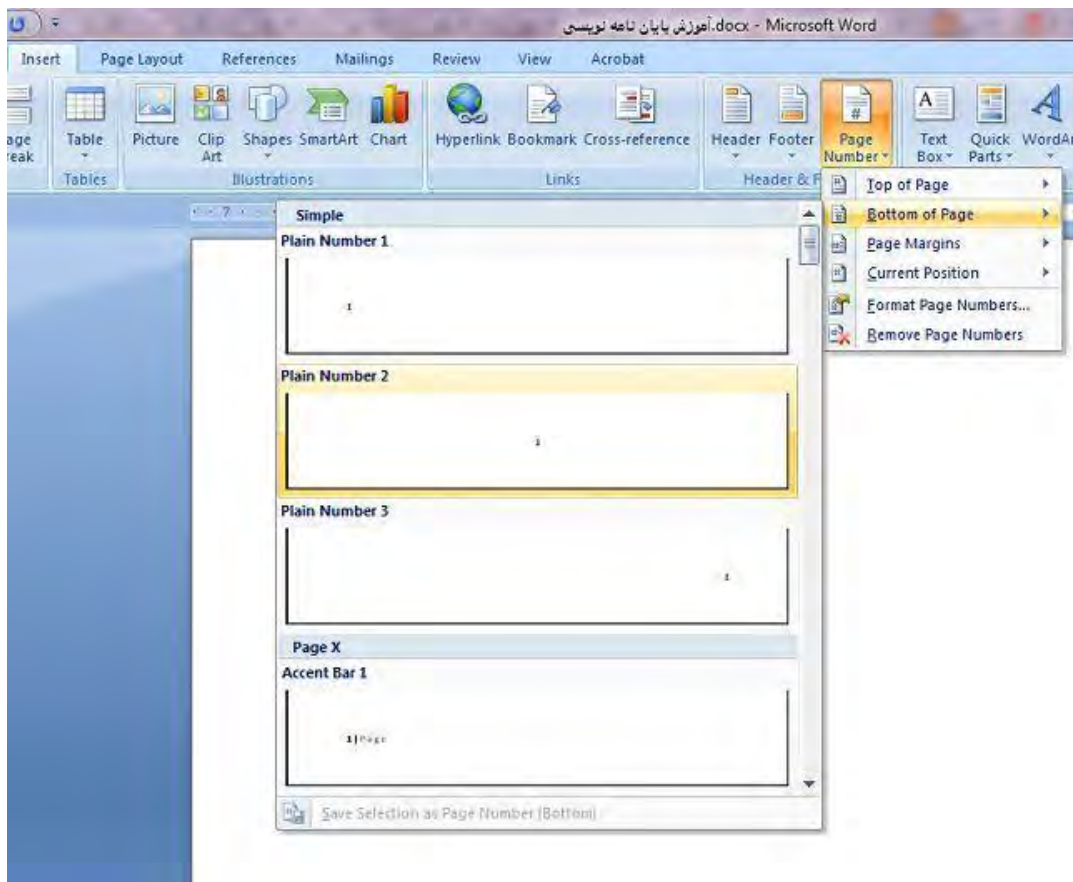 آموزش پایان نامه نویسی.docx - Microsoft Word
Insert Page Layout References Mailings Review View Acrobat
Table Picture Clip Art Shapes SmartArt Chart Hyperlink Bookmark Cross-reference Header Footer Page Number Text Box Quick Parts
Tables Illustrations Links Header &
Top of Page
Bottom of Page
Page Margins
Current Position
Format Page Numbers...
Remove Page Numbers
7
Simple
Plain Number 1
1
Plain Number 2
1
Plain Number 3
1
Page X
Accent Bar 1
1|Page
Save Selection as Page Number (Bottom)